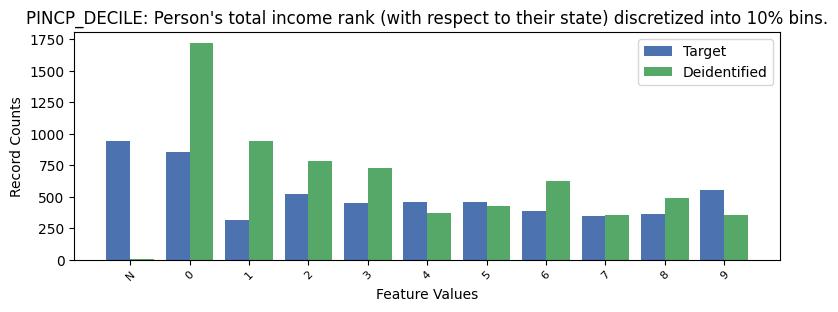 PINCP_DECILE: Person's total income rank (with respect to their state) discretized into 10% bins.
1750
1500
1250
1000
750
500
250
0
Record Counts
Target
Deidentified
N 0 1 2 3 4 5 6 7 8 9
Feature Values